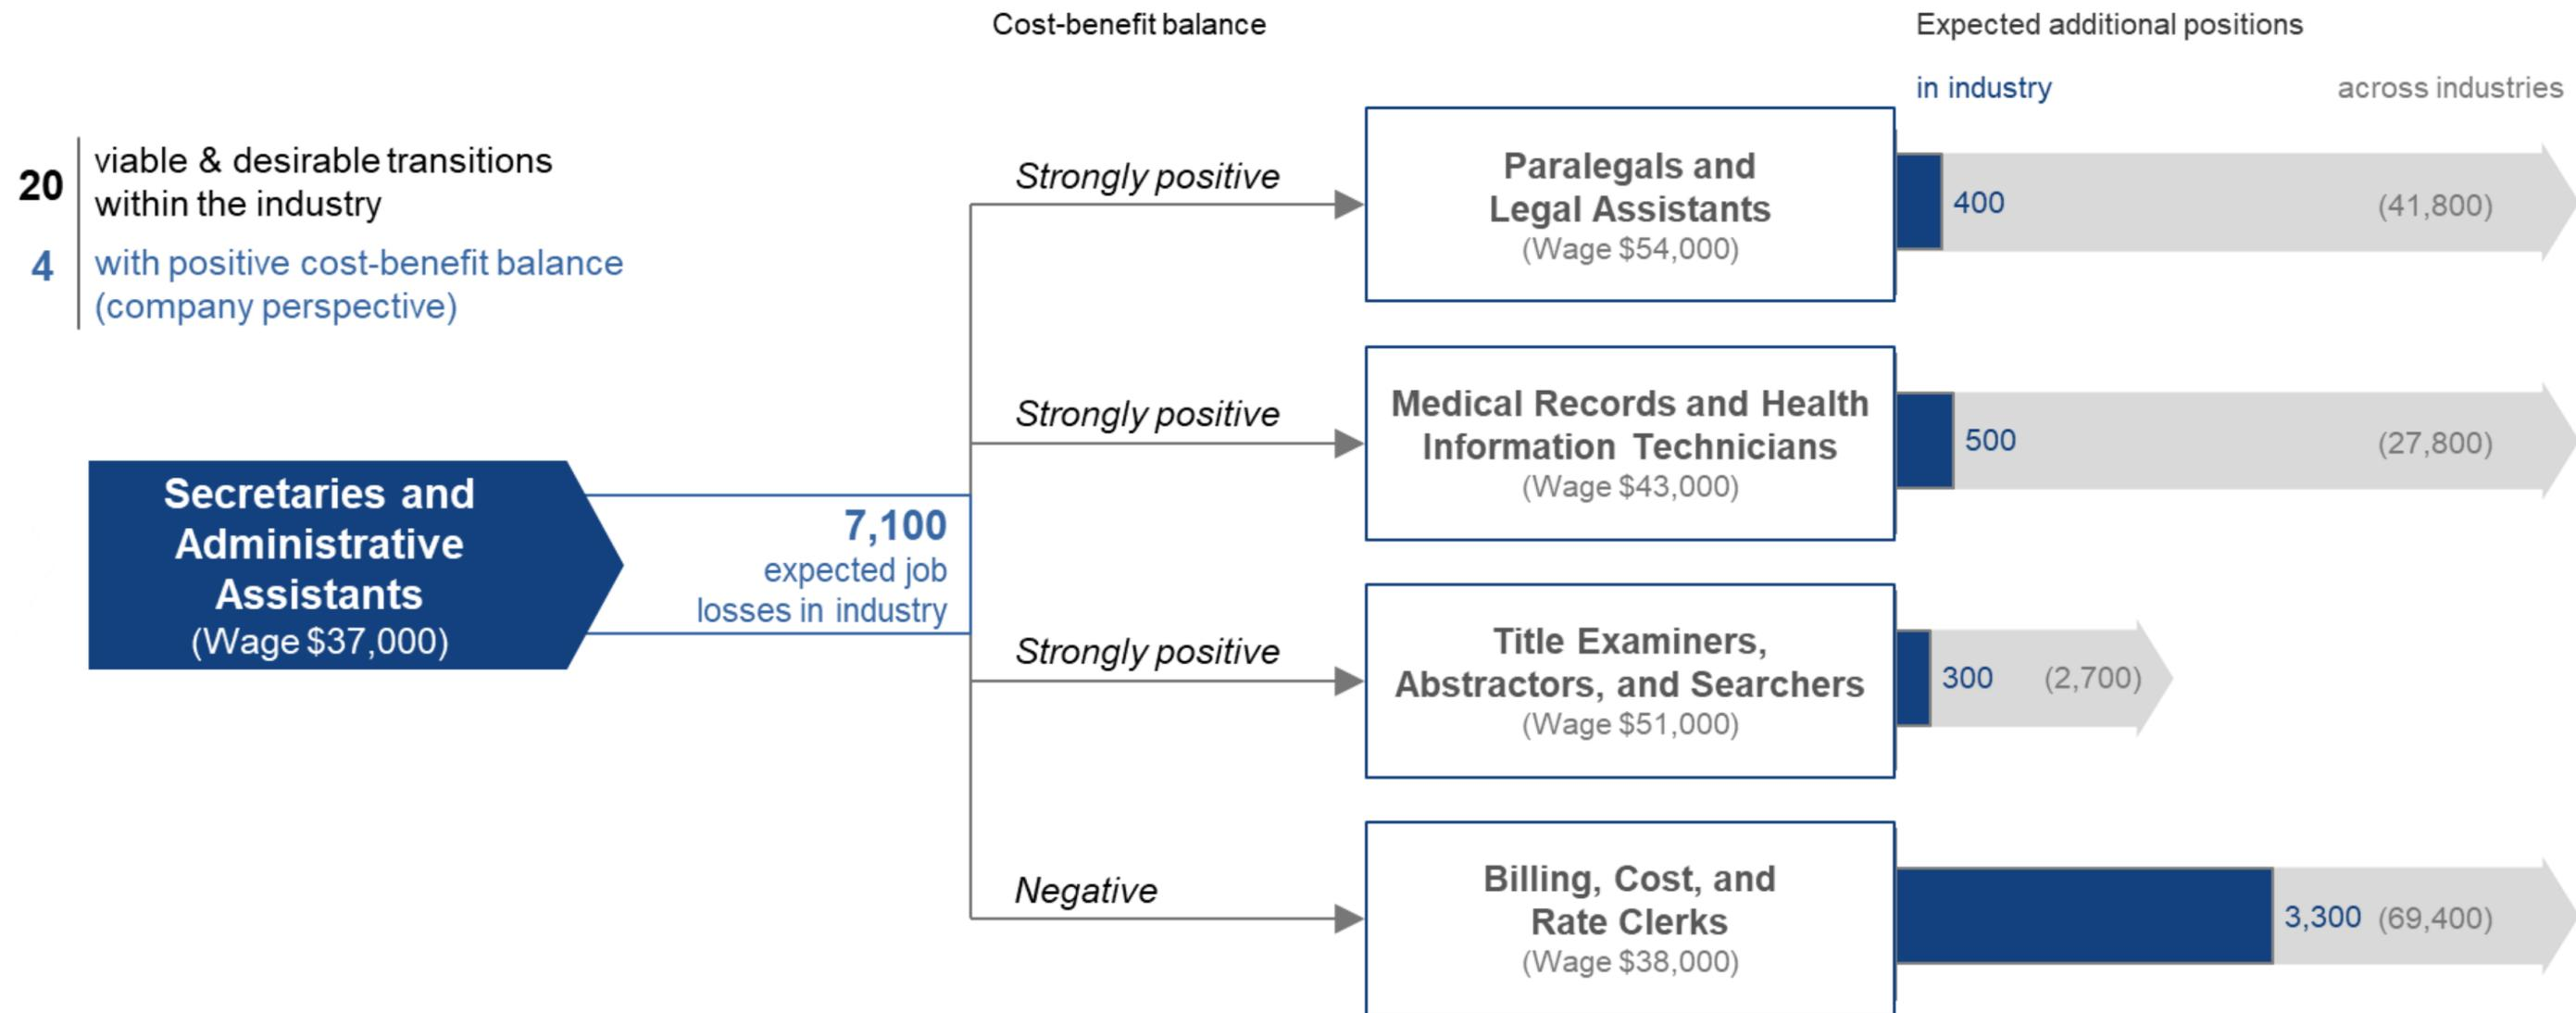 Cost-benefit balance
Expected additional positions
in industry
across industries
20
viable & desirable transitions
within the industry
4
with positive cost-benefit balance
(company perspective)
Secretaries and
Administrative
Assistants
(Wage $37,000)
7,100
expected job
losses in industry
Strongly positive
Paralegals and
Legal Assistants
(Wage $54,000)
400
(41,800)
Strongly positive
Medical Records and Health
Information Technicians
(Wage $43,000)
500
(27,800)
Strongly positive
Title Examiners,
Abstractors, and Searchers
(Wage $51,000)
300
(2,700)
Negative
Billing, Cost, and
Rate Clerks
(Wage $38,000)
3,300
(69,400)